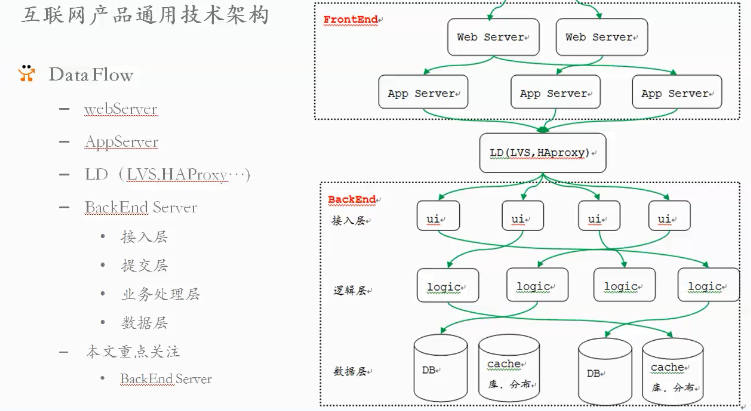 互联网产品通用技术架构
Data Flow
– webServer
– AppServer
– LD（LVS,HAProxy…）
– BackEnd Server
• 接入层
• 提交层
• 业务处理层
• 数据层
– 本文重点关注
• BackEnd Server
FrontEnd
Web Server
Web Server
App Server
App Server
App Server
LD(LVS,HAproxy)
BackEnd
接入层
ui
ui
ui
ui
逻辑层
logic
logic
logic
logic
数据层
DB
cache
库，分布
DB
cache
库，分布